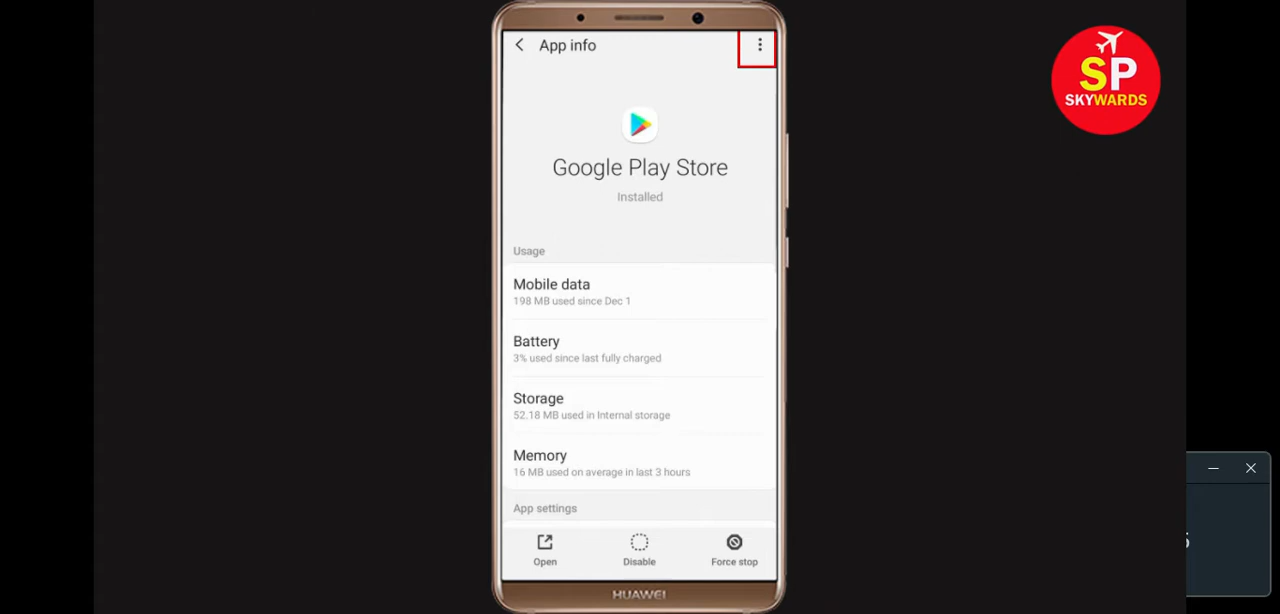 App info
SP
SKYWARDS
Google Play Store
Installed
Usage
Mobile data
198 MB used since Dec 1
Battery
3% used since last fully charged
Storage
52.18 MB used in Internal storage
Memory
16 MB used on average in last 3 hours
App settings
Open
Disable
Force stop
HUAWEI